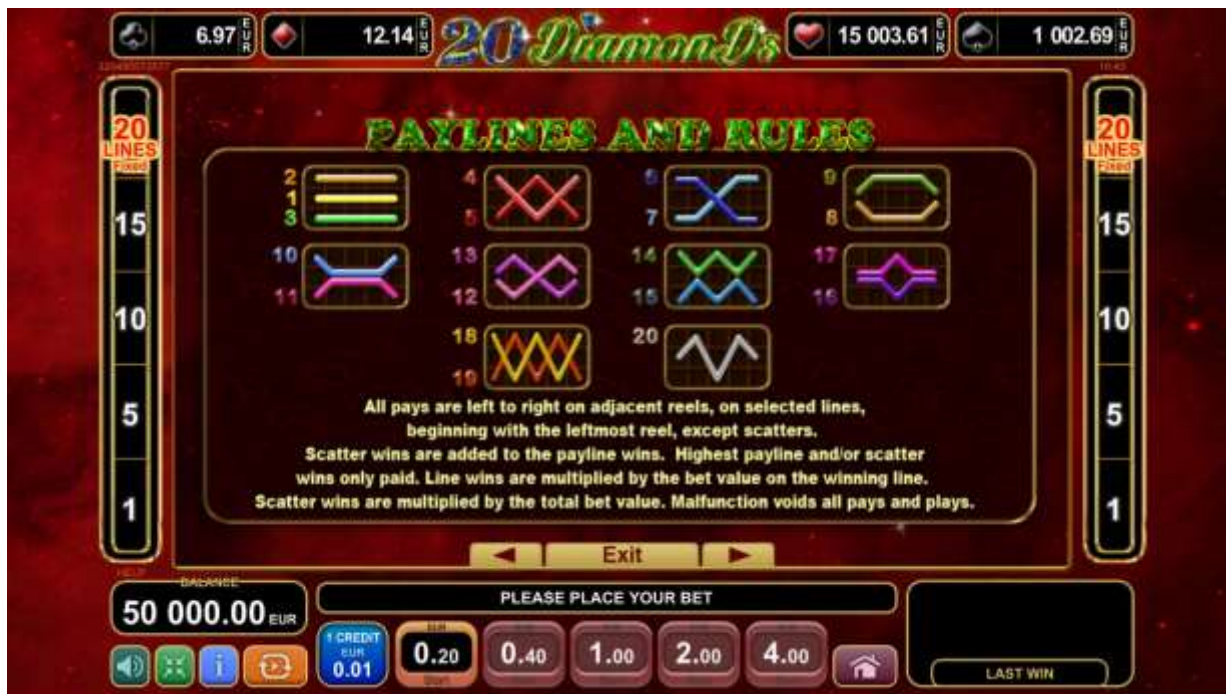 6.97 EUR
12.14 EUR
20 DiamonDs
15 003.61 EUR
1 002.69 EUR
20 LINES Fixed
15
10
5
1
PAYLINES AND RULES
2
1
3
4
5
6
7
9
8
10
11
13
12
14
15
17
16
18
19
20
All pays are left to right on adjacent reels, on selected lines,
beginning with the leftmost reel, except scatters.
Scatter wins are added to the payline wins. Highest payline and/or scatter
wins only paid. Line wins are multiplied by the bet value on the winning line.
Scatter wins are multiplied by the total bet value. Malfunction voids all pays and plays.
20 LINES Fixed
15
10
5
1
Exit
HELP
BALANCE
50 000.00 EUR
PLEASE PLACE YOUR BET
1 CREDIT
EUR
0.01
EUR
0.20
0.40
1.00
2.00
4.00
LAST WIN